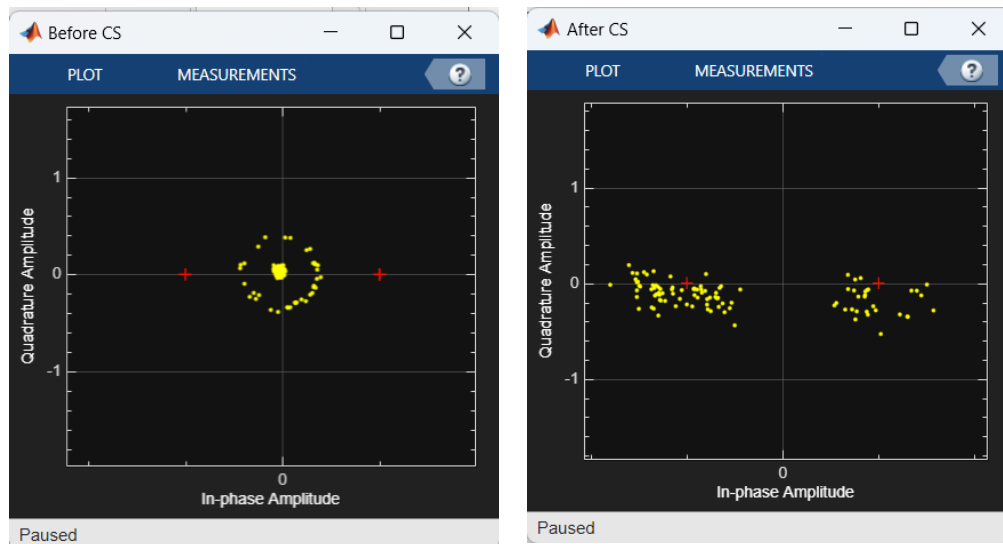 Before CS
PLOT MEASUREMENTS ?
1
0
-1
Quadrature Amplitude
0
In-phase Amplitude
Paused
After CS
PLOT MEASUREMENTS ?
1
0
-1
Quadrature Amplitude
0
In-phase Amplitude
Paused